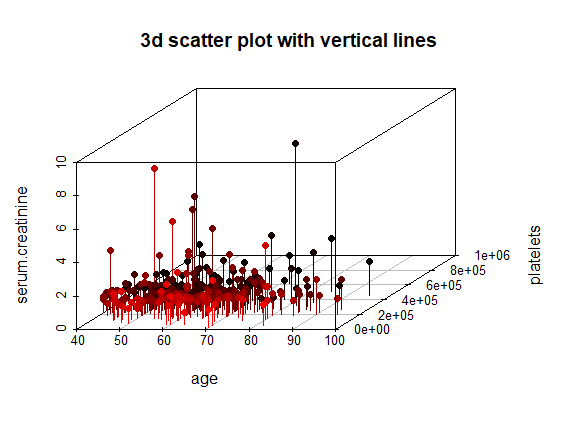 3d scatter plot with vertical lines
serum.creatinine
10
8
6
4
2
0
40 50 60 70 80 90 100
age
0e+00
2e+05
4e+05
6e+05
8e+05
1e+06
platelets